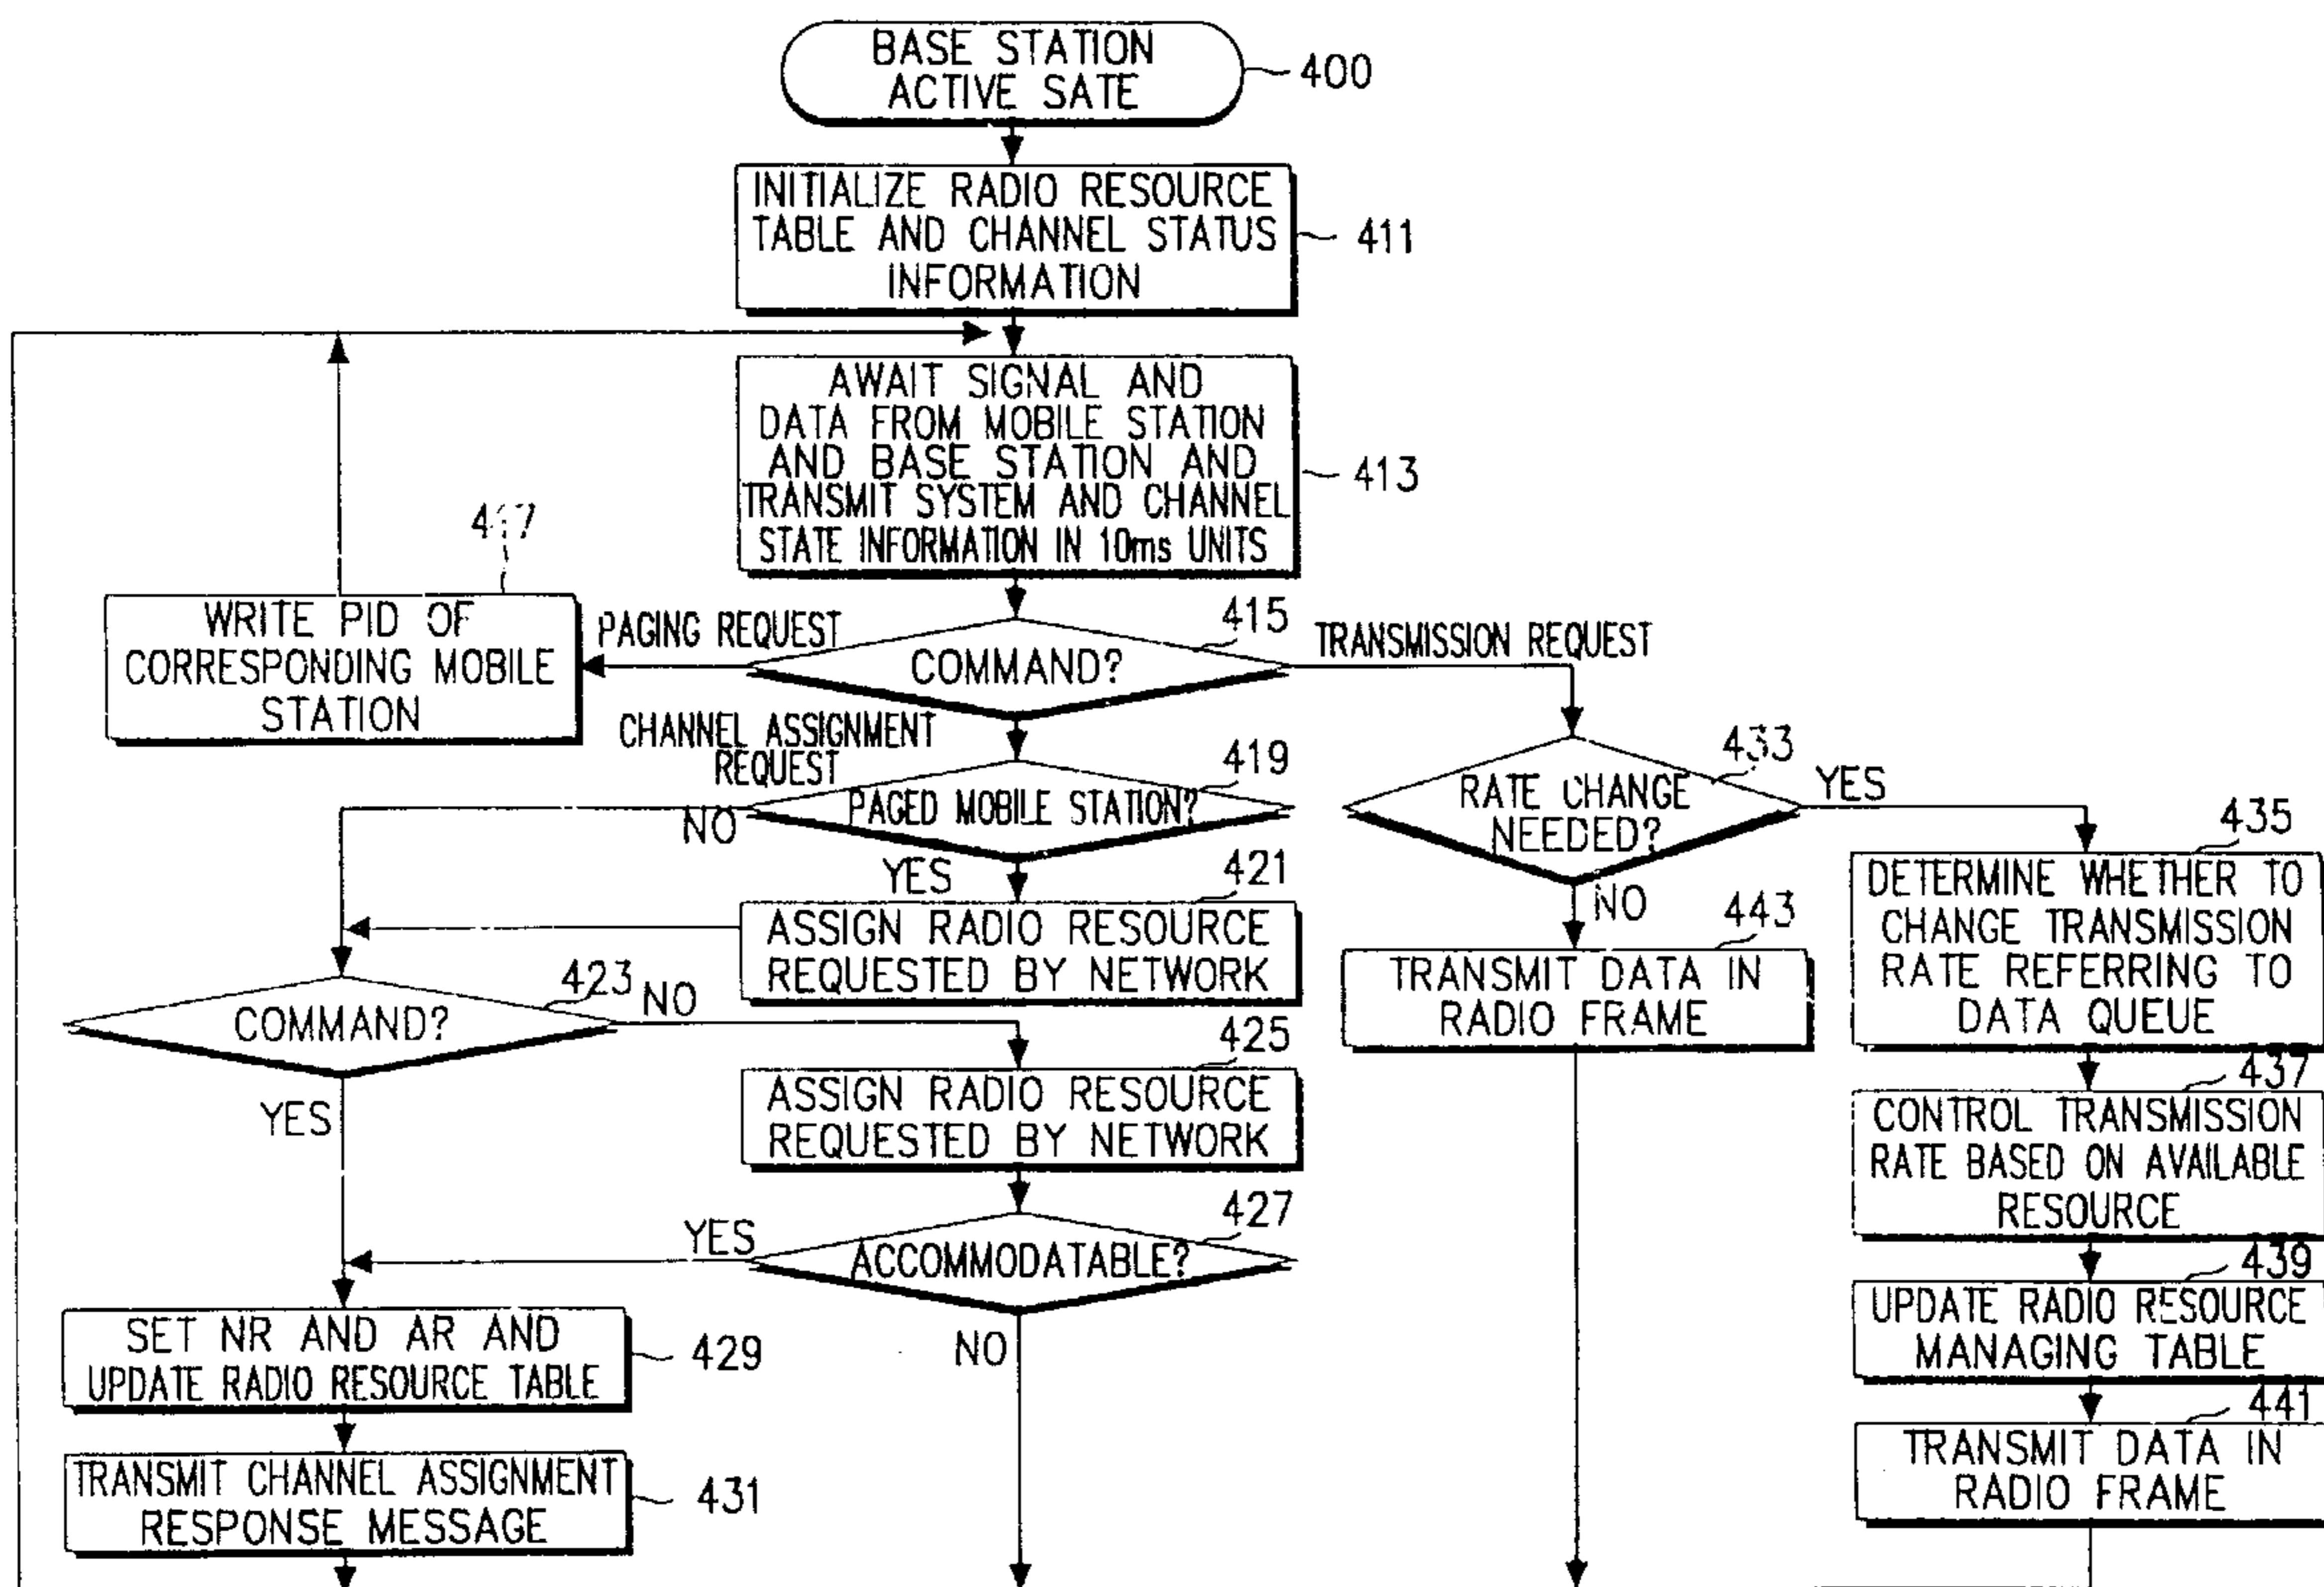 BASE STATION
ACTIVE SATE
400
INITIALIZE RADIO RESOURCE
TABLE AND CHANNEL STATUS
INFORMATION
411
AWAIT SIGNAL AND
DATA FROM MOBILE STATION
AND BASE STATION AND
TRANSMIT SYSTEM AND CHANNEL
STATE INFORMATION IN 10ms UNITS
413
417
WRITE PID OF
CORRESPONDING MOBILE
STATION
PAGING REQUEST
415
COMMAND?
TRANSMISSION REQUEST
CHANNEL ASSIGNMENT
REQUEST
419
PAGED MOBILE STATION?
NO
YES
433
RATE CHANGE
NEEDED?
YES
NO
421
ASSIGN RADIO RESOURCE
REQUESTED BY NETWORK
443
TRANSMIT DATA IN
RADIO FRAME
435
DETERMINE WHETHER TO
CHANGE TRANSMISSION
RATE REFERRING TO
DATA QUEUE
423
COMMAND?
NO
YES
425
ASSIGN RADIO RESOURCE
REQUESTED BY NETWORK
437
CONTROL TRANSMISSION
RATE BASED ON AVAILABLE
RESOURCE
427
ACCOMMODATABLE?
YES
NO
439
UPDATE RADIO RESOURCE
MANAGING TABLE
SET NR AND AR AND
UPDATE RADIO RESOURCE TABLE
429
441
TRANSMIT DATA IN
RADIO FRAME
TRANSMIT CHANNEL ASSIGNMENT
RESPONSE MESSAGE
431